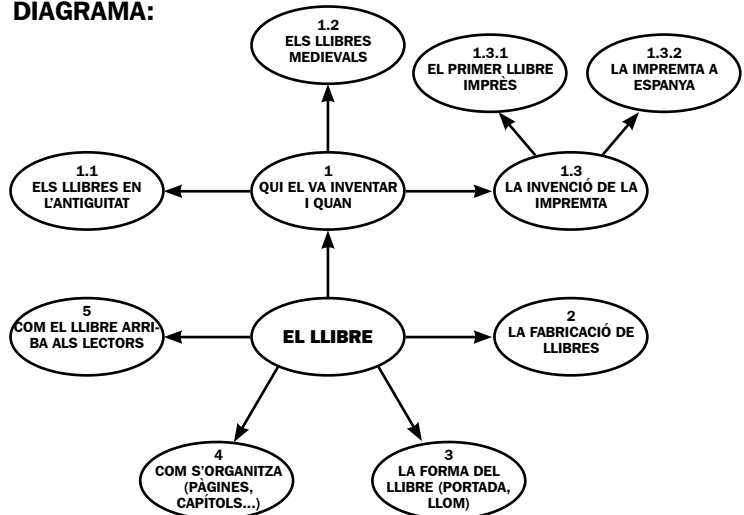 DIAGRAMA:
1.2
ELS LLIBRES
MEDIEVALS
1.3.1
EL PRIMER LLIBRE
IMPRÈS
1.3.2
LA IMPREMTA A
ESPANYA
1.1
ELS LLIBRES EN
L'ANTIGUITAT
1
QUI EL VA INVENTAR
I QUAN
1.3
LA INVENCIÓ DE LA
IMPREMTA
5
COM EL LLIBRE ARRI-
BA ALS LECTORS
EL LLIBRE
2
LA FABRICACIÓ DE
LLIBRES
4
COM S'ORGANITZA
(PÀGINES,
CAPÍTOLS...)
3
LA FORMA DEL
LLIBRE (PORTADA,
LLOM)